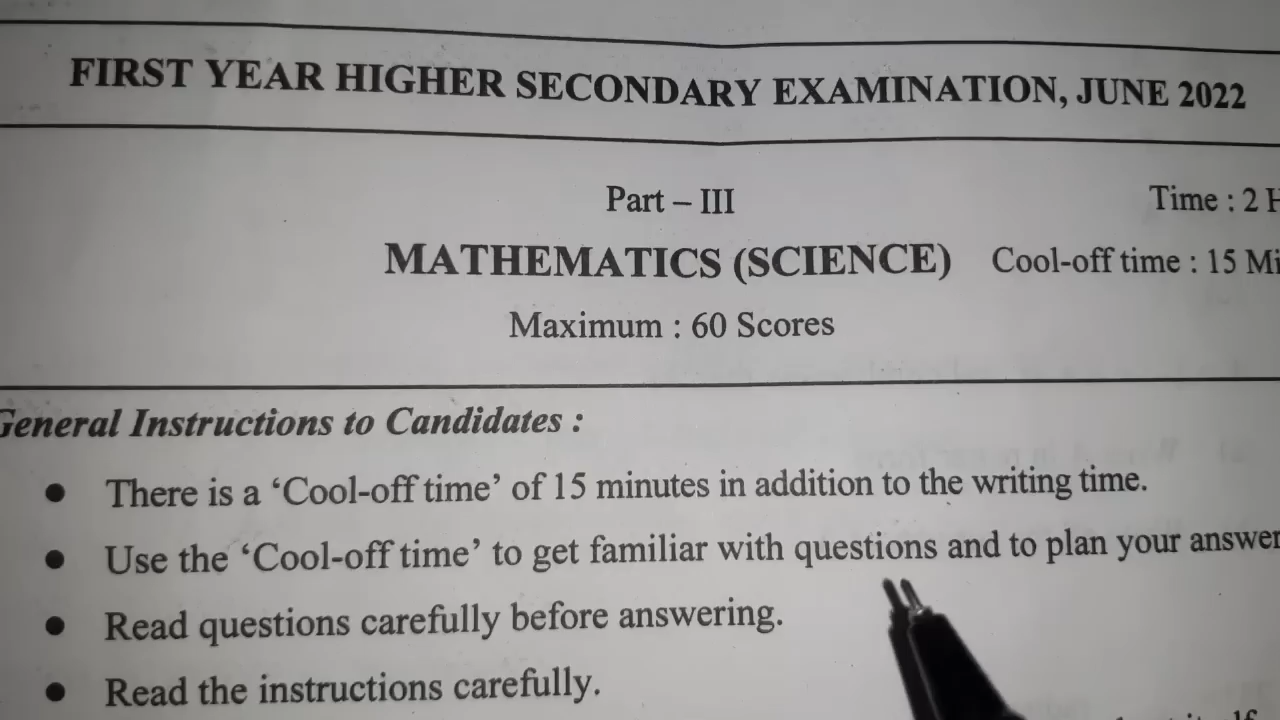 FIRST YEAR HIGHER SECONDARY EXAMINATION, JUNE 2022
Part – III
Time : 2
MATHEMATICS (SCIENCE)
Cool-off time : 15
Maximum : 60 Scores
General Instructions to Candidates :
● There is a ‘Cool-off time’ of 15 minutes in addition to the writing time.
● Use the ‘Cool-off time’ to get familiar with questions and to plan your answer
● Read questions carefully before answering.
● Read the instructions carefully.